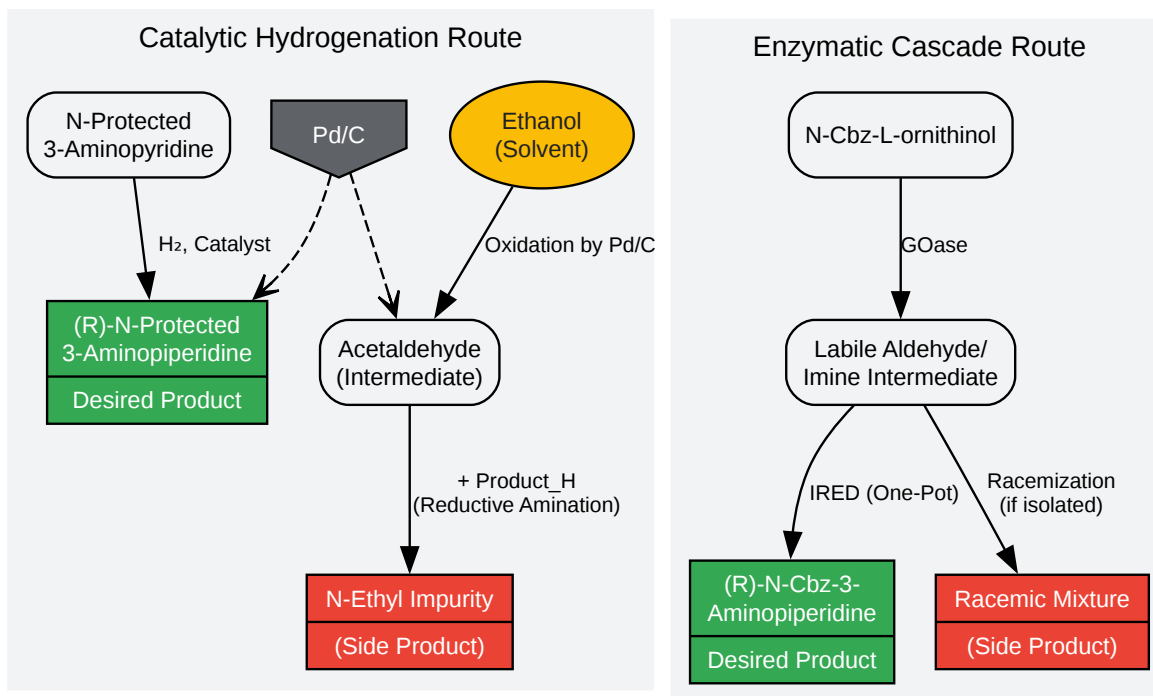 Catalytic Hydrogenation Route
N-Protected
3-Aminopyridine
Pd/C
Ethanol
(Solvent)
H₂, Catalyst
Oxidation by Pd/C
(R)-N-Protected
3-Aminopiperidine
Desired Product
Acetaldehyde
(Intermediate)
+ Product_H
(Reductive Amination)
N-Ethyl Impurity
(Side Product)
Enzymatic Cascade Route
N-Cbz-L-ornithinol
GOase
Labile Aldehyde/
Imine Intermediate
IRED (One-Pot)
Racemization
(if isolated)
(R)-N-Cbz-3-
Aminopiperidine
Desired Product
Racemic Mixture
(Side Product)